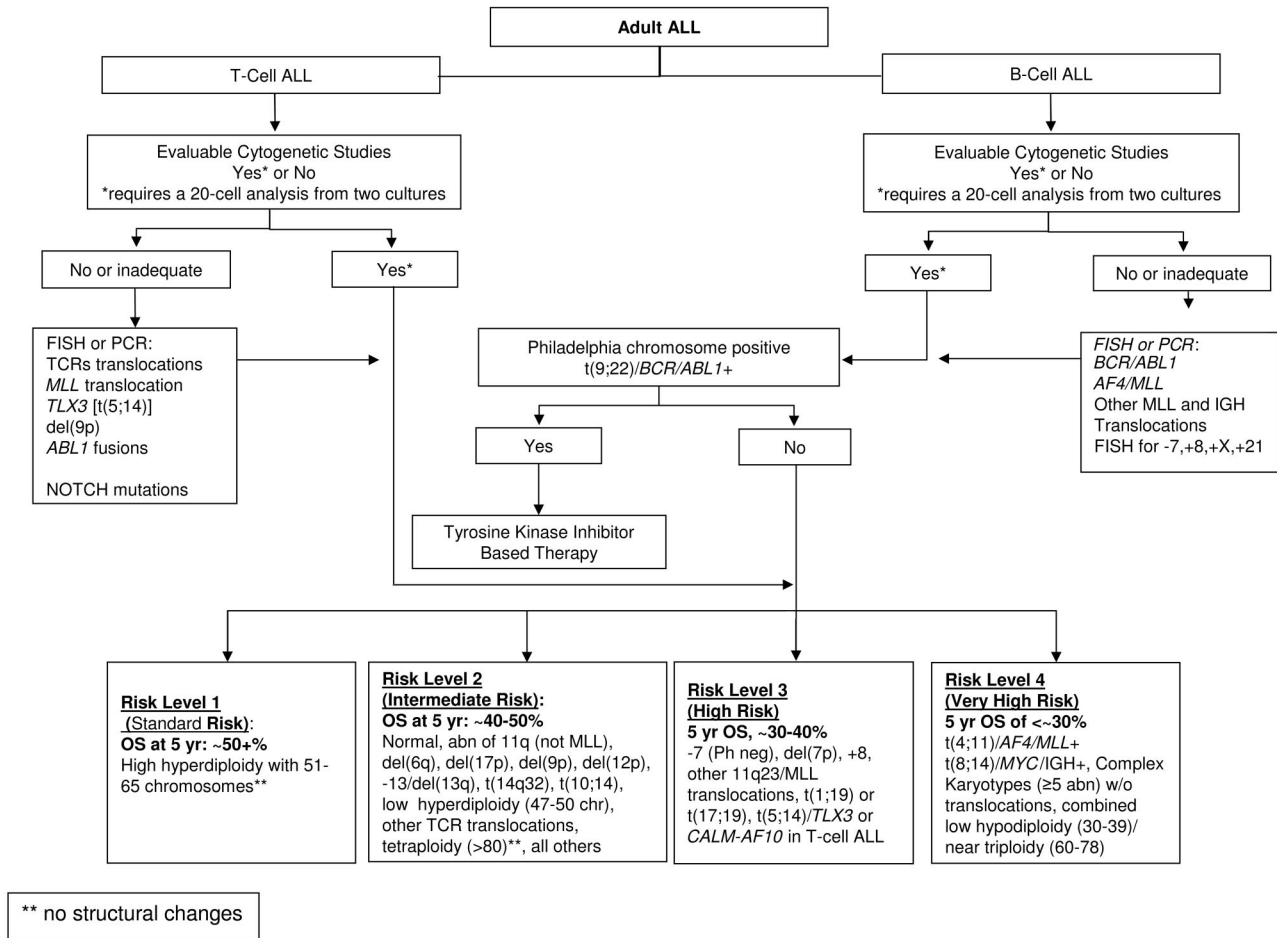 Adult ALL
T-Cell ALL
B-Cell ALL
Evaluable Cytogenetic Studies
Yes* or No
*requires a 20-cell analysis from two cultures
Evaluable Cytogenetic Studies
Yes* or No
*requires a 20-cell analysis from two cultures
No or inadequate
Yes*
Yes*
No or inadequate
FISH or PCR:
TCRs translocations
MLL translocation
TLX3 [t(5;14)]
del(9p)
ABL1 fusions
NOTCH mutations
Philadelphia chromosome positive
t(9;22)/BCR/ABL1+
FISH or PCR:
BCR/ABL1
AF4/MLL
Other MLL and IGH
Translocations
FISH for -7,+8,+X,+21
Yes
No
Tyrosine Kinase Inhibitor
Based Therapy
Risk Level 1
(Standard Risk):
OS at 5 yr: ~50+%
High hyperdiploidy with 51-
65 chromosomes**
Risk Level 2
(Intermediate Risk):
OS at 5 yr: ~40-50%
Normal, abn of 11q (not MLL),
del(6q), del(17p), del(9p), del(12p),
-13/del(13q), t(14q32), t(10;14),
low hyperdiploidy (47-50 chr),
other TCR translocations,
tetraploidy (>80)**, all others
Risk Level 3
(High Risk)
5 yr OS, ~30-40%
-7 (Ph neg), del(7p), +8,
other 11q23/MLL
translocations, t(1;19) or
t(17;19), t(5;14)/TLX3 or
CALM-AF10 in T-cell ALL
Risk Level 4
(Very High Risk)
5 yr OS of <~30%
t(4;11)/AF4/MLL+
t(8;14)/MYC/IGH+, Complex
Karyotypes (≥5 abn) w/o
translocations, combined
low hypodiploidy (30-39)/
near triploidy (60-78)
** no structural changes